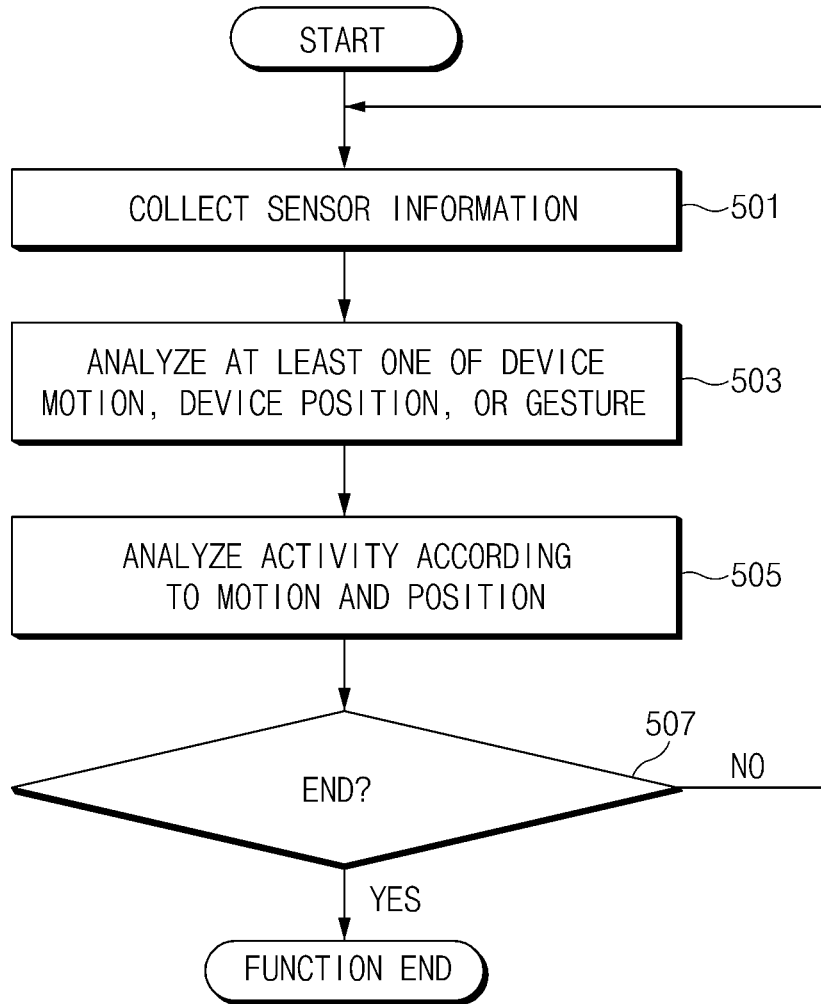 START
COLLECT SENSOR INFORMATION
501
ANALYZE AT LEAST ONE OF DEVICE
MOTION, DEVICE POSITION, OR GESTURE
503
ANALYZE ACTIVITY ACCORDING
TO MOTION AND POSITION
505
507
END?
NO
YES
FUNCTION END